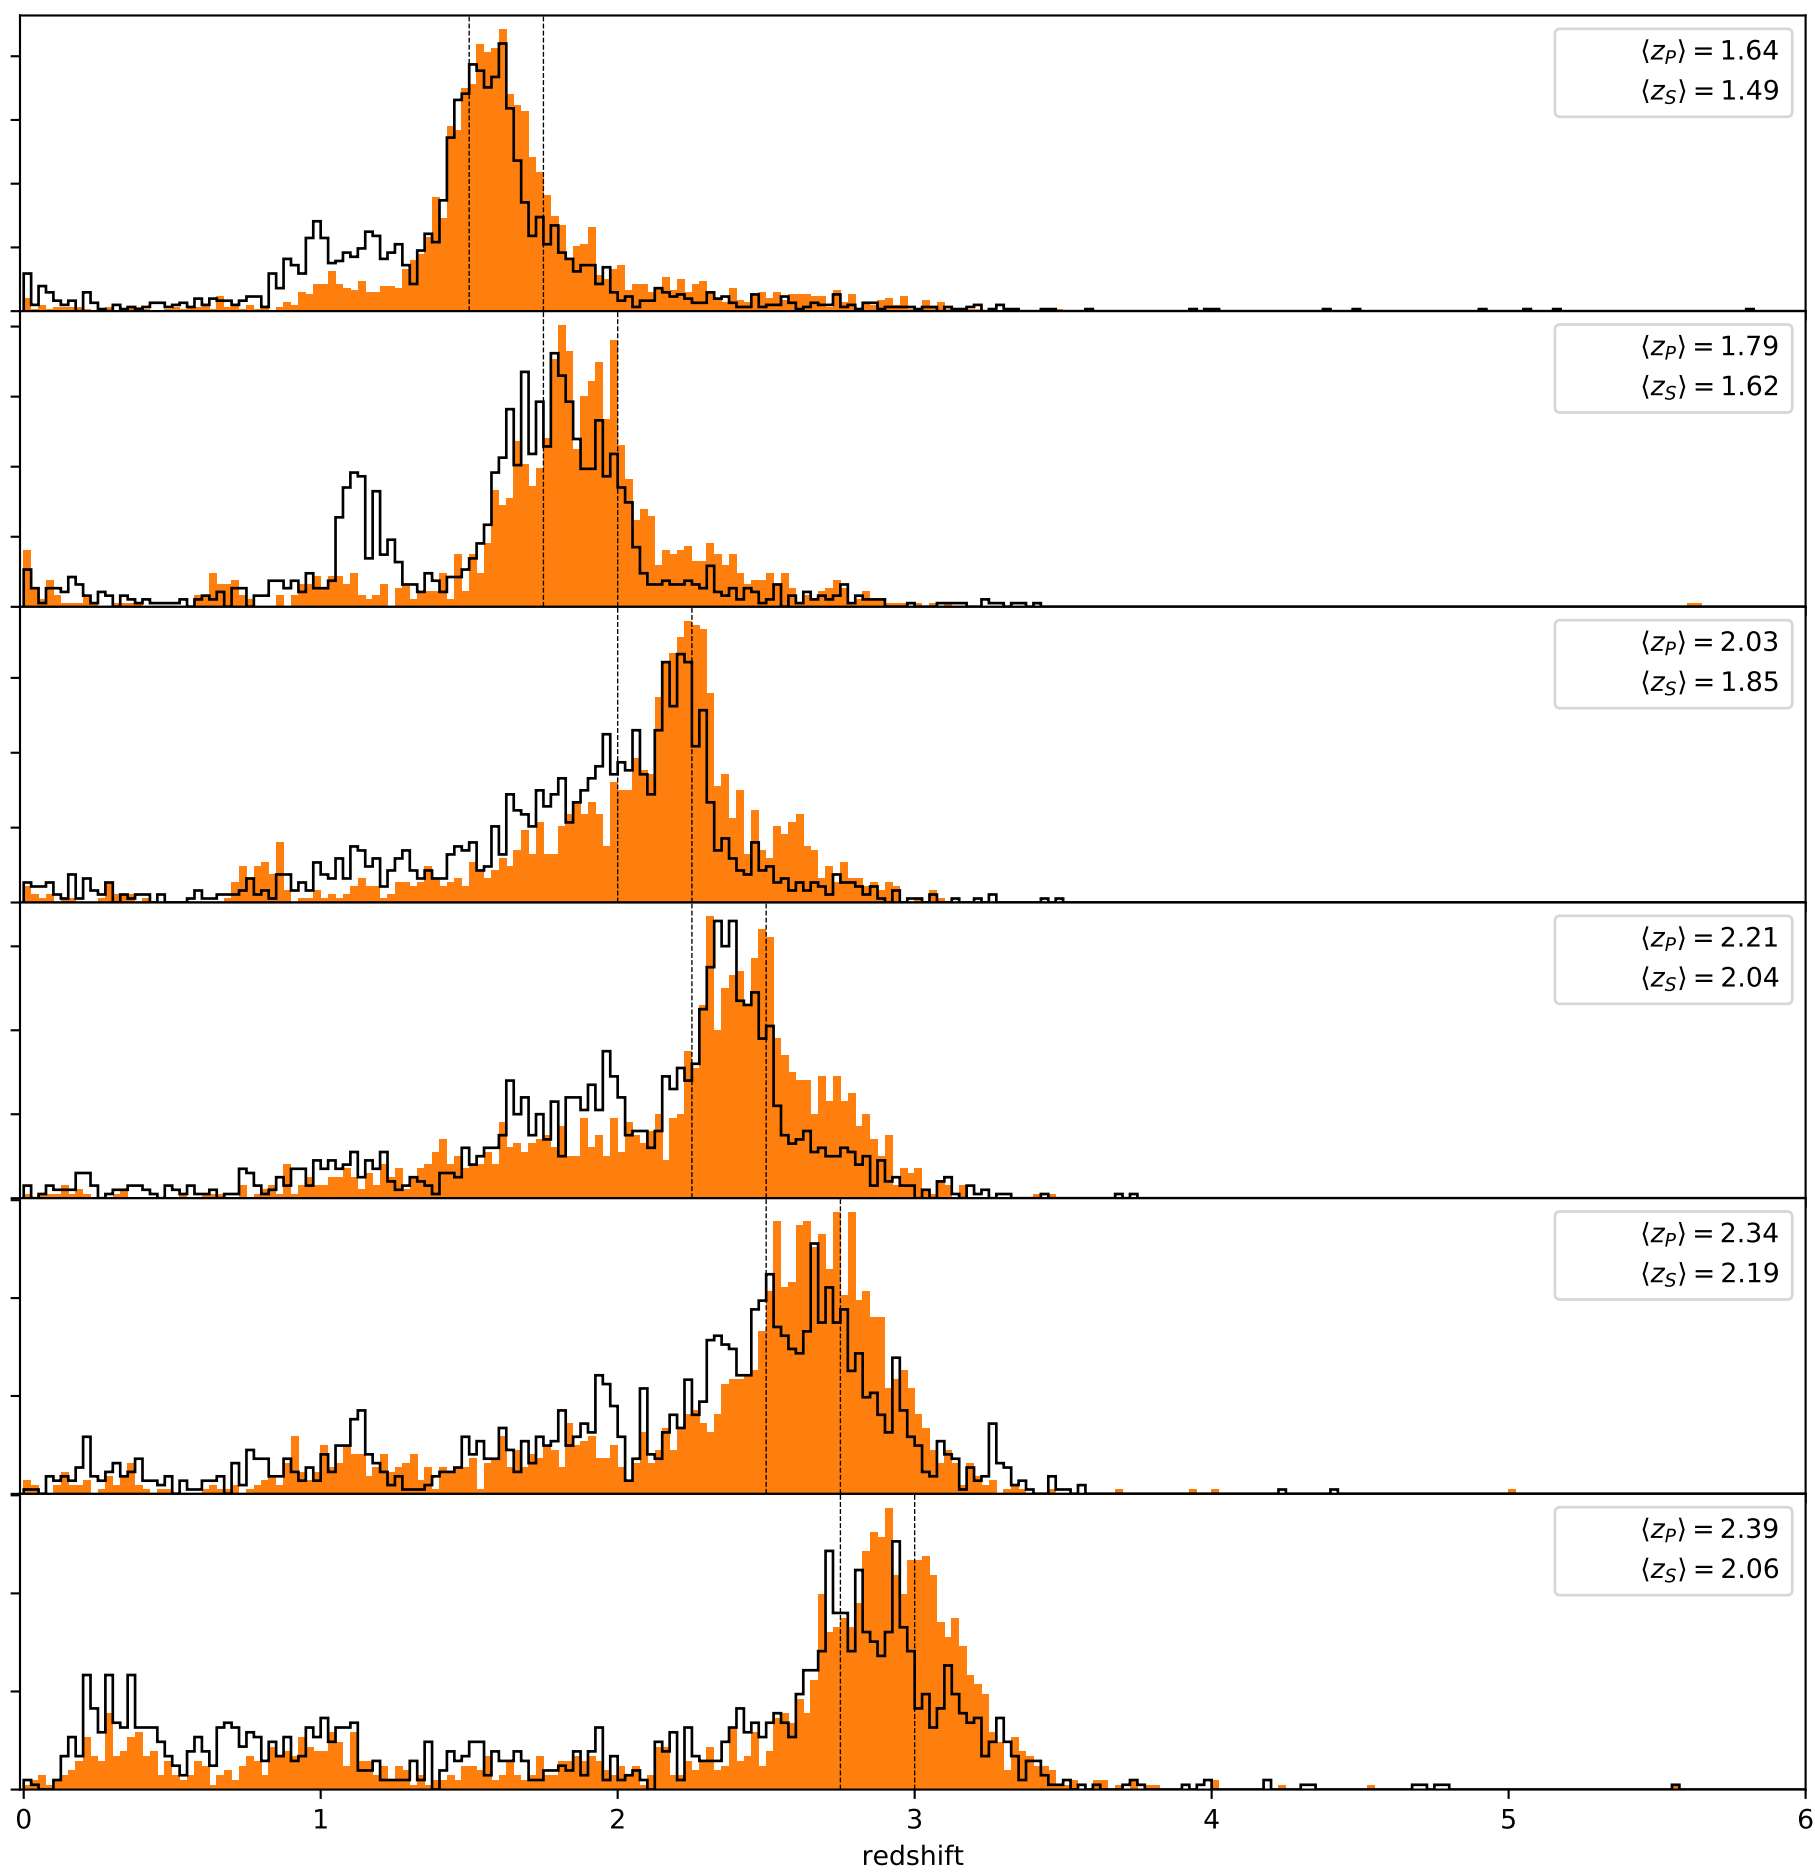 ⟨z_P⟩ = 1.64
⟨z_S⟩ = 1.49
⟨z_P⟩ = 1.79
⟨z_S⟩ = 1.62
⟨z_P⟩ = 2.03
⟨z_S⟩ = 1.85
⟨z_P⟩ = 2.21
⟨z_S⟩ = 2.04
⟨z_P⟩ = 2.34
⟨z_S⟩ = 2.19
⟨z_P⟩ = 2.39
⟨z_S⟩ = 2.06
0 1 2 3 4 5 6
redshift